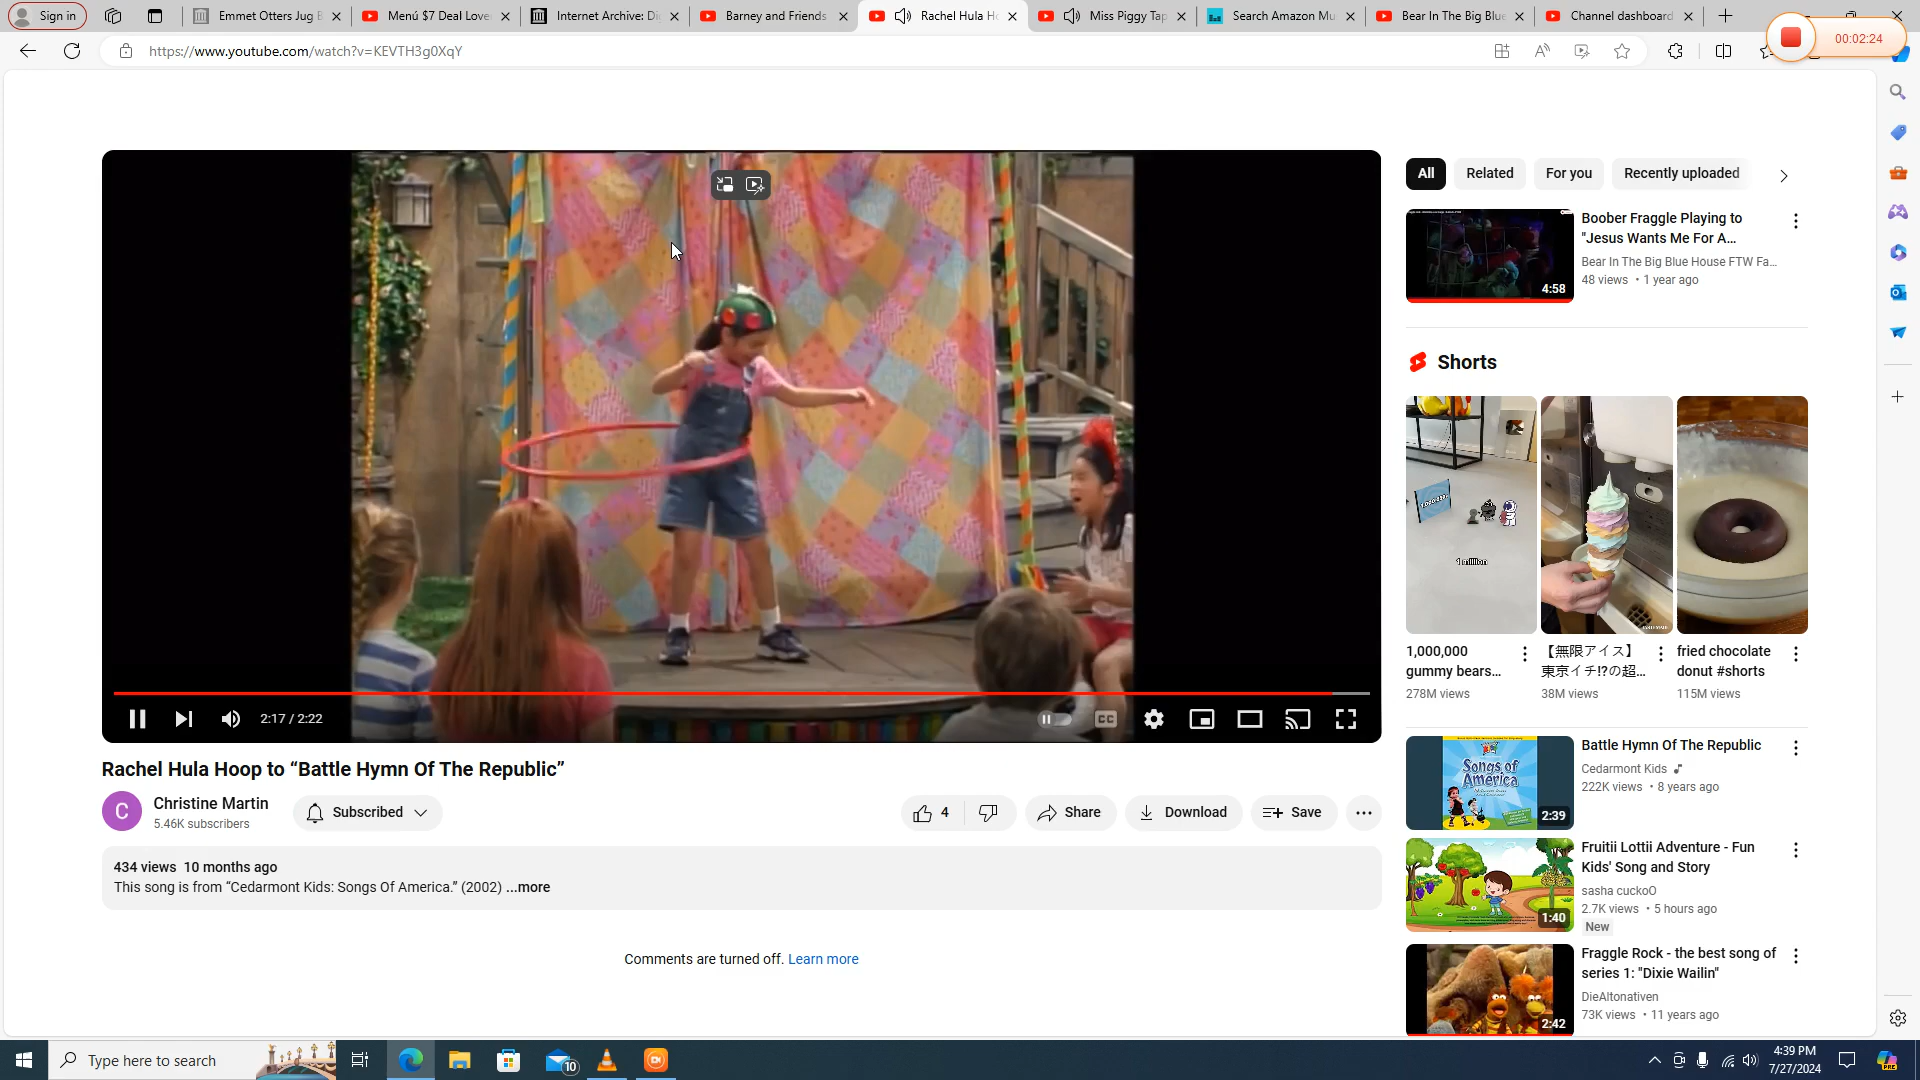 Sign in
Emmet Otters Jug B
Menú $7 Deal Love
Internet Archive: Di
Barney and Friends
Rachel Hula Ho
Miss Piggy Tap
Search Amazon Mu
Bear In The Big Blue
Channel dashboard
https://www.youtube.com/watch?v=KEVTH3g0XqY
00:02:24
All
Related
For you
Recently uploaded
Boober Fraggle Playing to
"Jesus Wants Me For A...
Bear In The Big Blue House FTW Fa...
48 views • 1 year ago
4:58
Shorts
1 million
1,000,000
gummy bears...
278M views
【無限アイス】
東京イチ!?の超...
38M views
fried chocolate
donut #shorts
115M views
2:17 / 2:22
CC
Rachel Hula Hoop to “Battle Hymn Of The Republic”
C
Christine Martin
5.46K subscribers
Subscribed
4
Share
Download
Save
434 views 10 months ago
This song is from “Cedarmont Kids: Songs Of America.” (2002) ...more
Comments are turned off. Learn more
Songs of
America
2:39
Battle Hymn Of The Republic
Cedarmont Kids
222K views • 8 years ago
1:40
Fruitii Lottii Adventure - Fun
Kids' Song and Story
sasha cuckoO
2.7K views • 5 hours ago
New
2:42
Fraggle Rock - the best song of
series 1: "Dixie Wailin"
DieAltonativen
73K views • 11 years ago
Type here to search
10
4:39 PM
7/27/2024
PRE